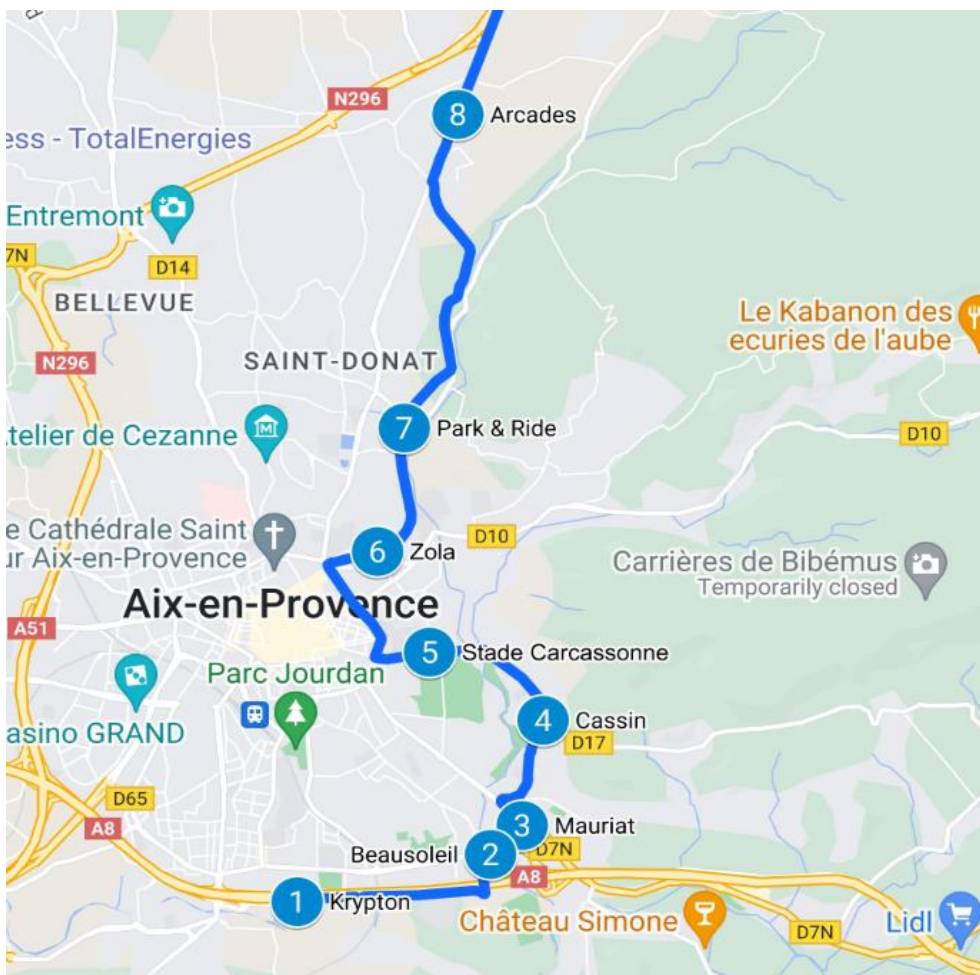 N296
8 Arcades
ess - TotalEnergies
Entremont
7N
D14
BELLEVUE
Le Kabanon des
ecuries de l'aube
SAINT-DONAT
N296
7 Park & Ride
telier de Cezanne
M
D10
e Cathédrale Saint
ur Aix-en-Provence
D10
6 Zola
Carrières de Bibémus
Temporarily closed
Aix-en-Provence
A51
5 Stade Carcassonne
Parc Jourdan
asino GRAND
4 Cassin
D17
D65
A8
3 Mauriat
Beausoleil 2
D7N
A8
1 Krypton
Château Simone
D7N
Lidl